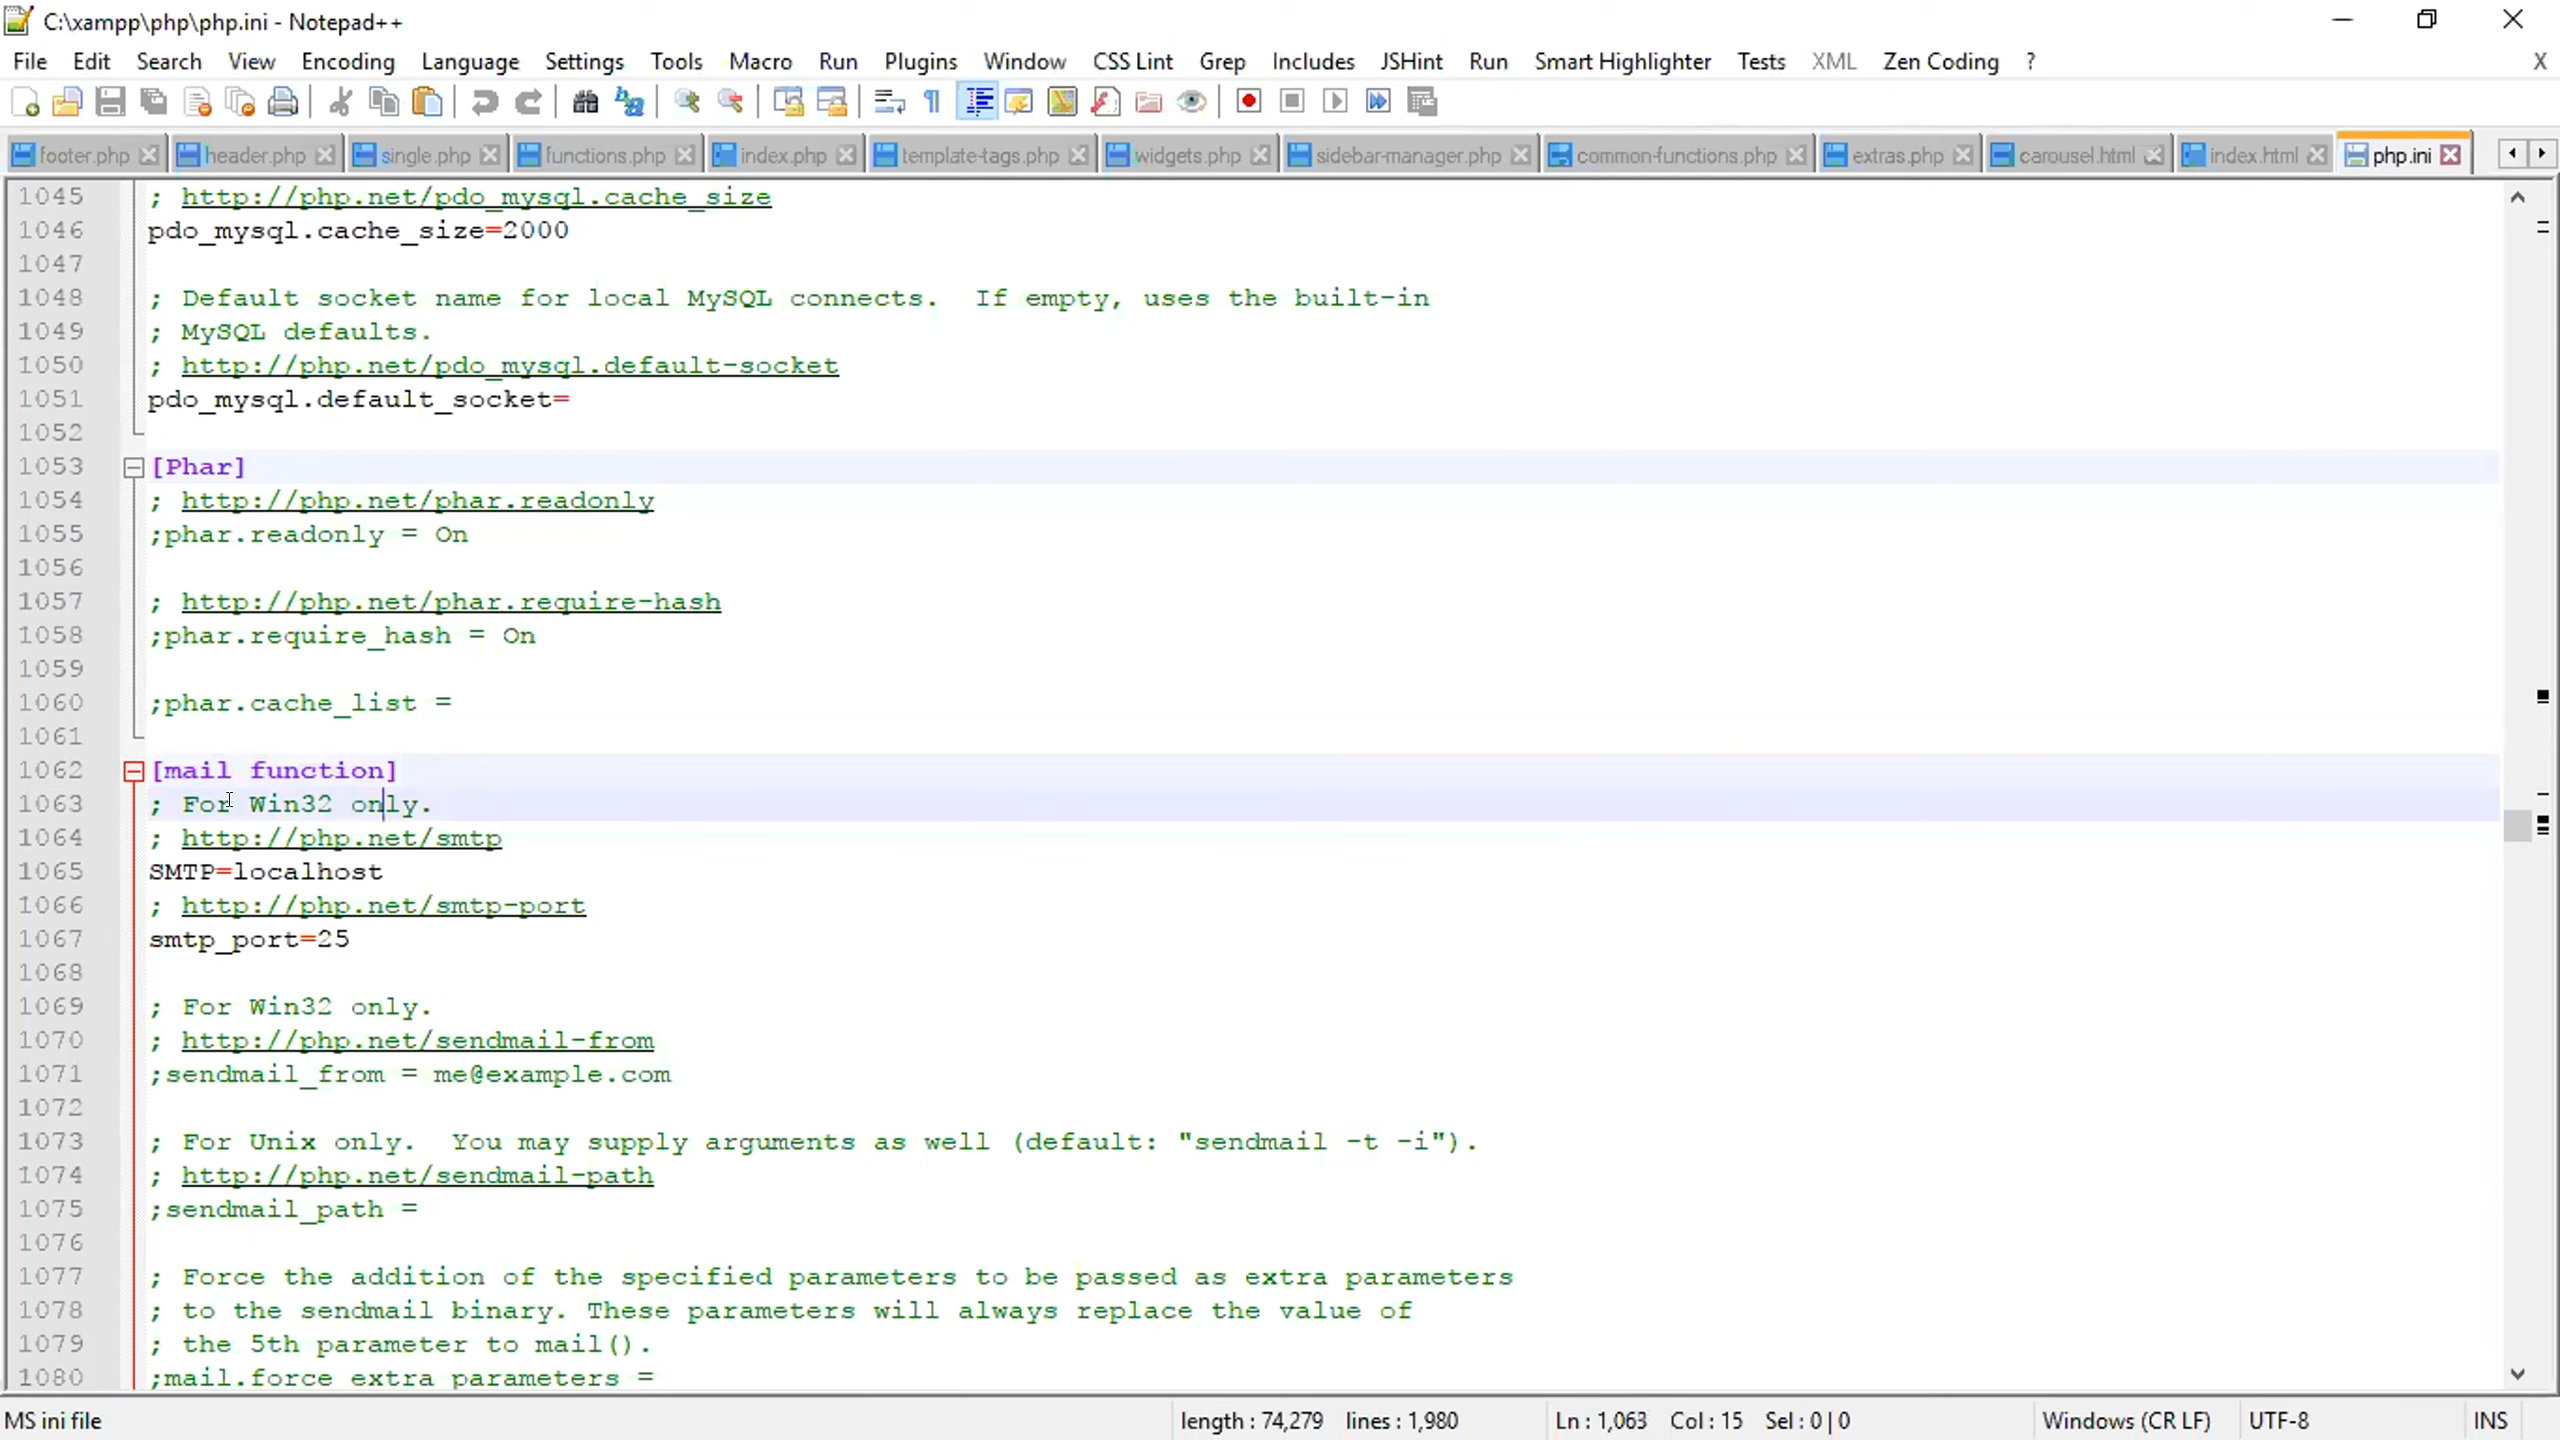 C:\xampp\php\php.ini - Notepad++
File Edit Search View Encoding Language Settings Tools Macro Run Plugins Window CSS Lint Grep Includes JSHint Run Smart Highlighter Tests XML Zen Coding ? X
footer.php header.php single.php functions.php index.php template-tags.php widgets.php sidebar-manager.php common-functions.php extras.php carousel.html index.html php.ini
1045 ; http://php.net/pdo_mysql.cache_size
1046 pdo_mysql.cache_size=2000
1047
1048 ; Default socket name for local MySQL connects.  If empty, uses the built-in
1049 ; MySQL defaults.
1050 ; http://php.net/pdo_mysql.default-socket
1051 pdo_mysql.default_socket=
1052
1053 [Phar]
1054 ; http://php.net/phar.readonly
1055 ;phar.readonly = On
1056
1057 ; http://php.net/phar.require-hash
1058 ;phar.require_hash = On
1059
1060 ;phar.cache_list =
1061
1062 [mail function]
1063 ; For Win32 only.
1064 ; http://php.net/smtp
1065 SMTP=localhost
1066 ; http://php.net/smtp-port
1067 smtp_port=25
1068
1069 ; For Win32 only.
1070 ; http://php.net/sendmail-from
1071 ;sendmail_from = me@example.com
1072
1073 ; For Unix only.  You may supply arguments as well (default: "sendmail -t -i").
1074 ; http://php.net/sendmail-path
1075 ;sendmail_path =
1076
1077 ; Force the addition of the specified parameters to be passed as extra parameters
1078 ; to the sendmail binary. These parameters will always replace the value of
1079 ; the 5th parameter to mail().
1080 ;mail.force_extra_parameters =
MS ini file length : 74,279 lines : 1,980 Ln : 1,063 Col : 15 Sel : 0 | 0 Windows (CR LF) UTF-8 INS